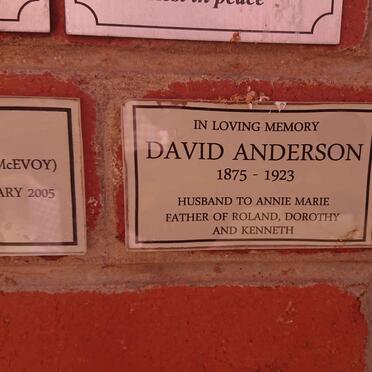 rest in peace
McEVOY)
ARY 2005
IN LOVING MEMORY
DAVID ANDERSON
1875 - 1923
HUSBAND TO ANNIE MARIE
FATHER OF ROLAND, DOROTHY
AND KENNETH